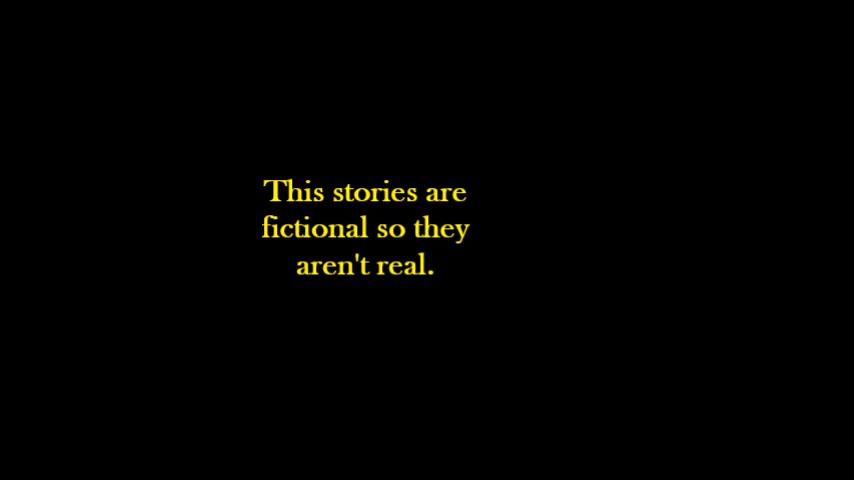 This stories are
fictional so they
aren't real.